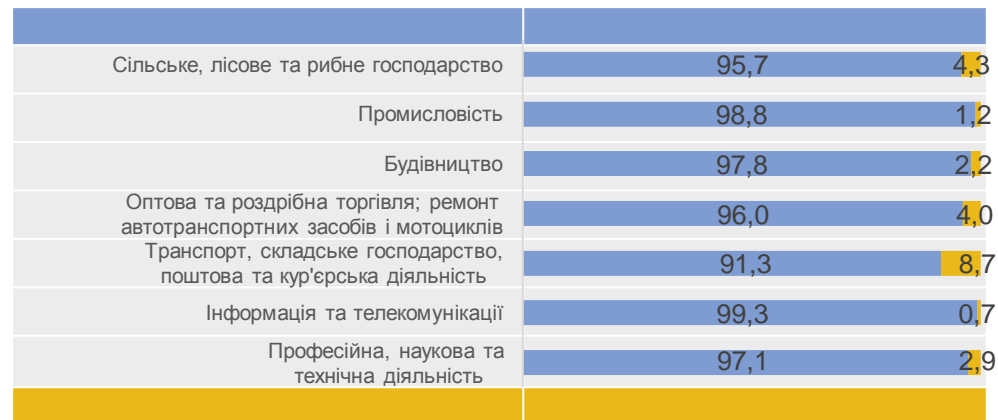 Сільське, лісове та рибне господарство 95,7 4,3
Промисловість 98,8 1,2
Будівництво 97,8 2,2
Оптова та роздрібна торгівля; ремонт
автотранспортних засобів і мотоциклів 96,0 4,0
Транспорт, складське господарство,
поштова та кур'єрська діяльність 91,3 8,7
Інформація та телекомунікації 99,3 0,7
Професійна, наукова та
технічна діяльність 97,1 2,9